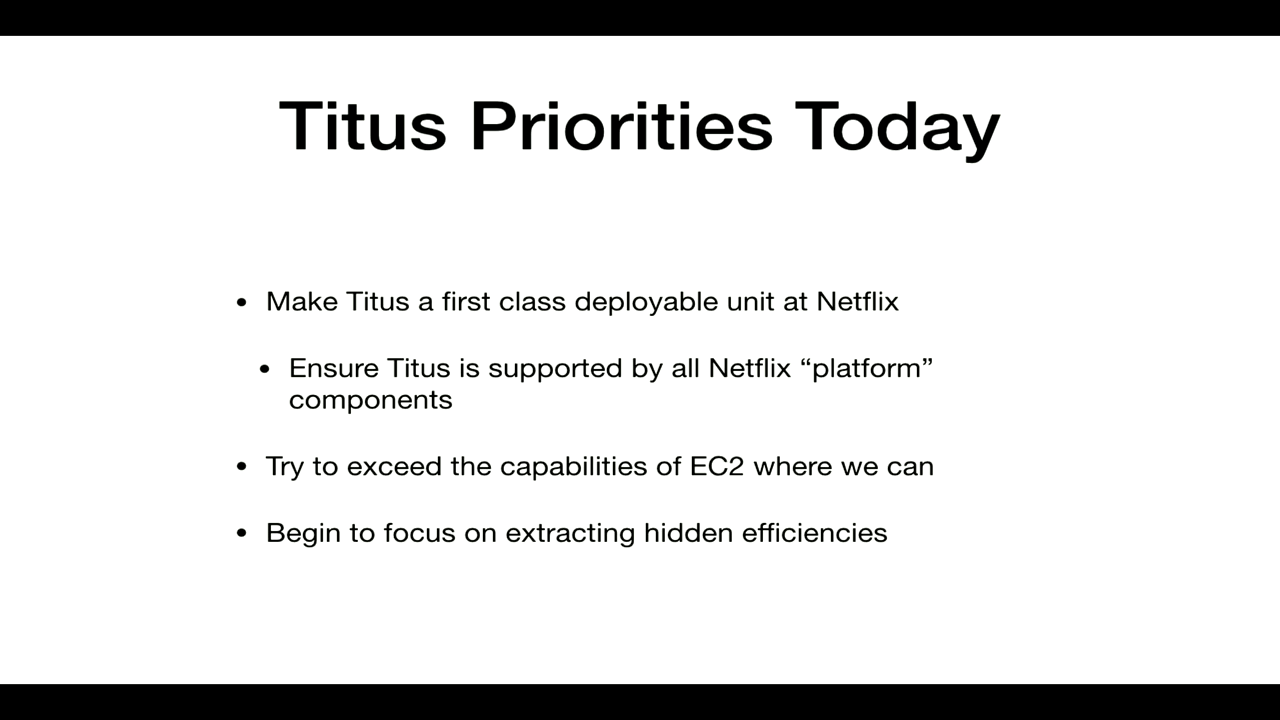 Titus Priorities Today
• Make Titus a first class deployable unit at Netflix
• Ensure Titus is supported by all Netflix “platform”
components
• Try to exceed the capabilities of EC2 where we can
• Begin to focus on extracting hidden efficiencies